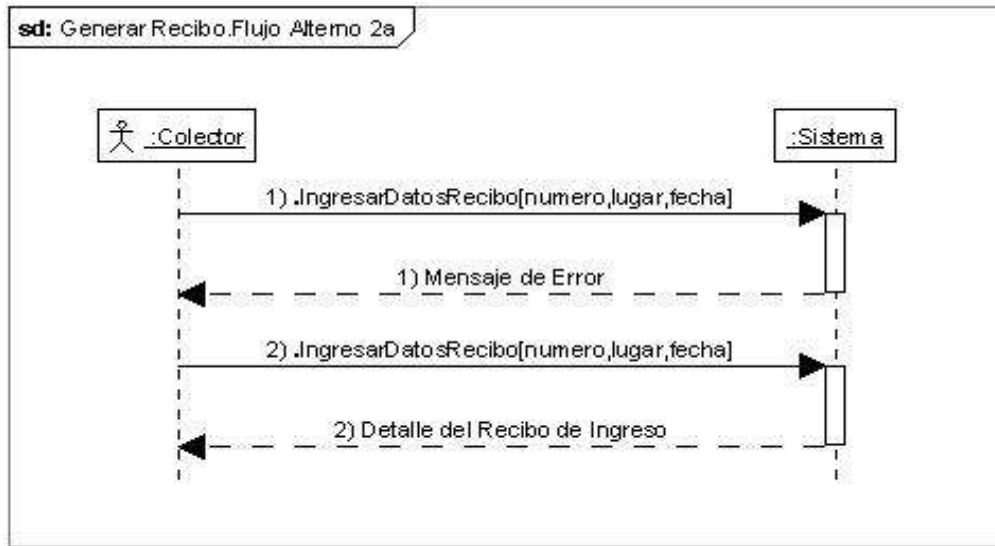 sd: Generar Recibo.Flujo Alterno 2a
:Colector
:Sistema
1) .IngresarDatosRecibo[numero,lugar,fecha]
1) Mensaje de Error
2) .IngresarDatosRecibo[numero,lugar,fecha]
2) Detalle del Recibo de Ingreso